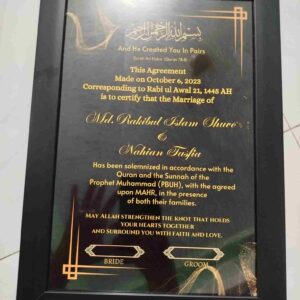 بسم الله الرحمن الرحيم
And He Created You In Pairs
This Agreement
Made on October 6, 2023
Corresponding to Rabi ul Awal 21, 1445 AH
is to certify that the Marriage of
Md. Rakibul Islam Shuvo
&
Nahian Tasfia
Has been solemnized in accordance with the
Quran and the Sunnah of the
Prophet Muhammad (PBUH), with the agreed
upon MAHR, in the presence
of both their families.
MAY ALLAH STRENGTHEN THE KNOT THAT HOLDS
YOUR HEARTS TOGETHER
AND SURROUND YOU WITH FAITH AND LOVE.
BRIDE
GROOM